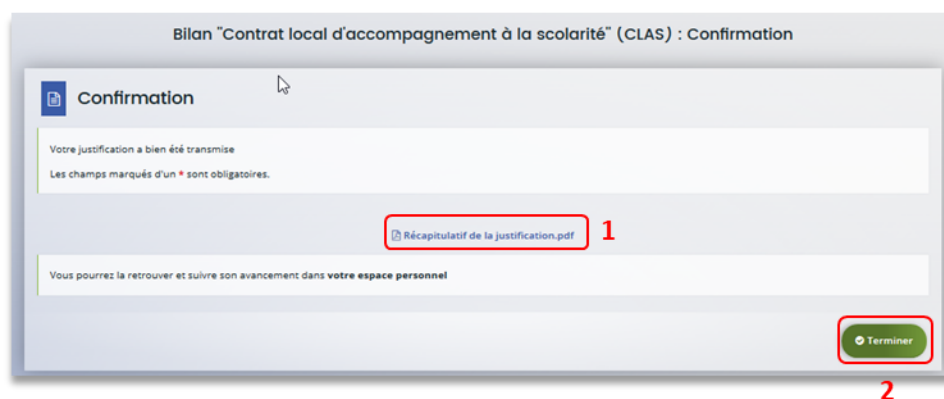 Bilan "Contrat local d'accompagnement à la scolarité" (CLAS) : Confirmation
Confirmation
Votre justification a bien été transmise
Les champs marqués d'un * sont obligatoires.
Récapitulatif de la justification.pdf
1
Vous pourrez la retrouver et suivre son avancement dans votre espace personnel
Terminer
2